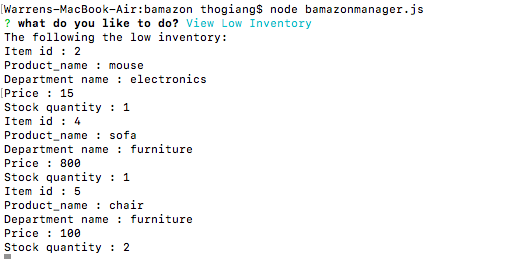 [Warrens-MacBook-Air:bamazon thogiang$ node bamazonmanager.js
? what do you like to do? View Low Inventory
The following the low inventory:
Item id : 2
Product_name : mouse
Department name : electronics
[Price : 15
Stock quantity : 1
Item id : 4
Product_name : sofa
Department name : furniture
Price : 800
Stock quantity : 1
Item id : 5
Product_name : chair
Department name : furniture
Price : 100
Stock quantity : 2